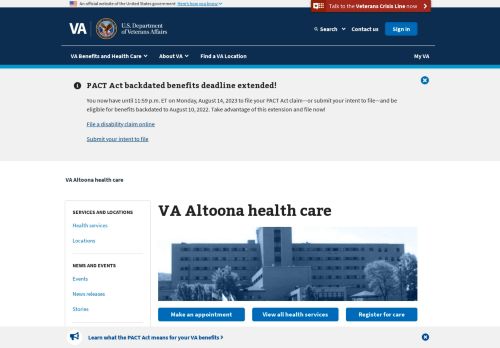 An official website of the United States government Here's how you know
Talk to the Veterans Crisis Line now
VA
U.S. Department
of Veterans Affairs
Search
Contact us
Sign in
VA Benefits and Health Care
About VA
Find a VA Location
My VA
PACT Act backdated benefits deadline extended!
You now have until 11:59 p.m. ET on Monday, August 14, 2023 to file your PACT Act claim—or submit your intent to file—and be
eligible for benefits backdated to August 10, 2022. Take advantage of this extension and file now!
File a disability claim online
Submit your intent to file
VA Altoona health care
SERVICES AND LOCATIONS
Health services
Locations
NEWS AND EVENTS
Events
News releases
Stories
VA Altoona health care
Make an appointment
View all health services
Register for care
Learn what the PACT Act means for your VA benefits